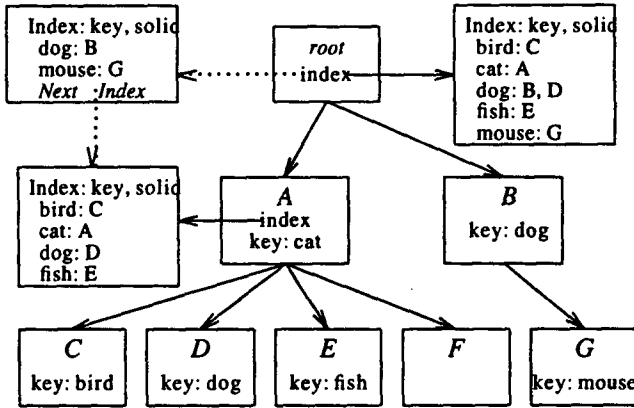 Index: key, solid
dog: B
mouse: G
Next Index
root
index
Index: key, solid
bird: C
cat: A
dog: B, D
fish: E
mouse: G
Index: key, solid
bird: C
cat: A
dog: D
fish: E
A
index
key: cat
B
key: dog
C
key: bird
D
key: dog
E
key: fish
F
G
key: mouse